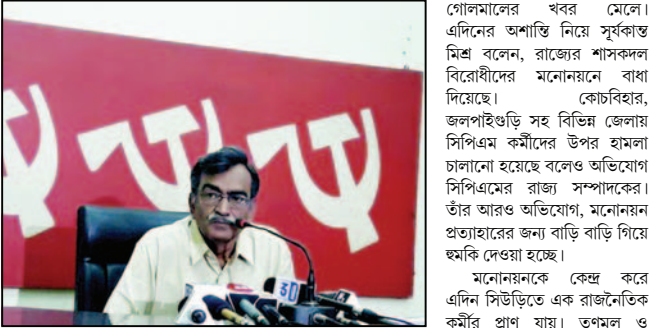 গোলমালের খবর মেলে।
এদিনের অশান্তি নিয়ে সূর্যকান্ত
মিশ্র বলেন, রাজ্যের শাসকদল
বিরোধীদের মনোনয়নে বাধা
দিয়েছে। কোচবিহার,
জলপাইগুড়ি সহ বিভিন্ন জেলায়
সিপিএম কর্মীদের উপর হামলা
চালানো হয়েছে বলেও অভিযোগ
সিপিএমের রাজ্য সম্পাদকের।
তাঁর আরও অভিযোগ, মনোনয়ন
প্রত্যাহারের জন্য বাড়ি বাড়ি গিয়ে
হুমকি দেওয়া হচ্ছে।
মনোনয়নকে কেন্দ্র করে
এদিন সিউড়িতে এক রাজনৈতিক
কর্মীর প্রাণ যায়। তৃণমূল ও